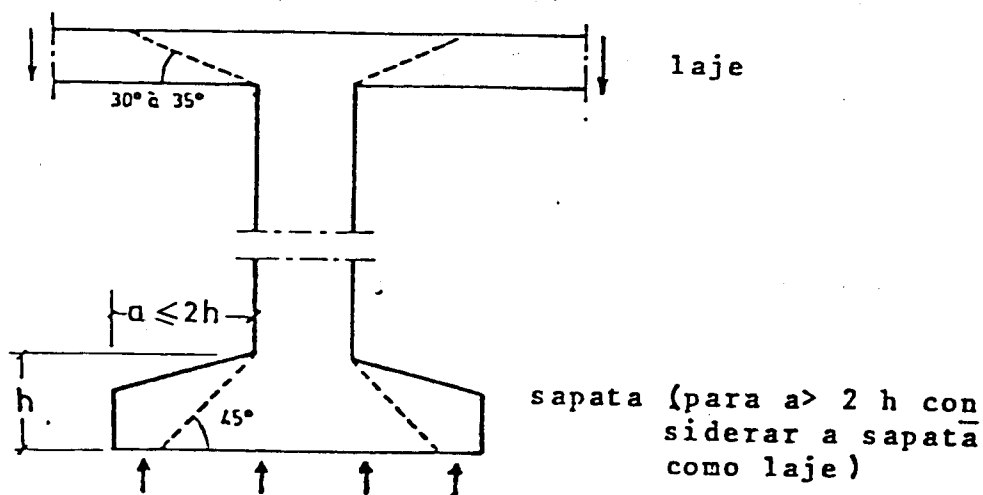 laje
30° à 35°
a ⩽ 2h
h
45°
sapata (para a> 2 h con
siderar a sapata
como laje)